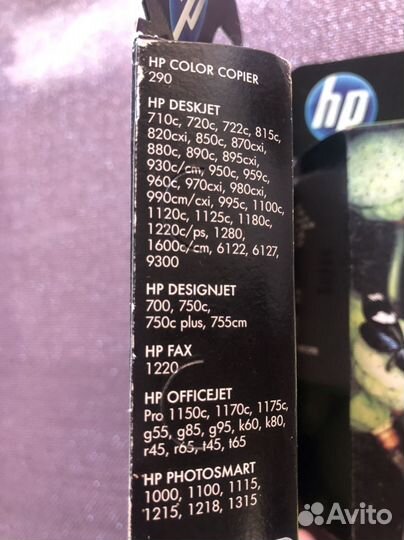 hp
HP COLOR COPIER
290
HP DESKJET
710c, 720c, 722c, 815c,
820cxi, 850c, 870cxi,
880c, 890c, 895cxi,
930c/cm, 950c, 959c,
960c, 970cxi, 980cxi,
990cm/cxi, 995c, 1100c,
1120c, 1125c, 1180c,
1220c/ps, 1280,
1600c/cm, 6122, 6127,
9300
HP DESIGNJET
700, 750c,
750c plus, 755cm
HP FAX
1220
HP OFFICEJET
Pro 1150c, 1170c, 1175c,
g55, g85, g95, k60, k80,
r45, r65, t45, t65
HP PHOTOSMART
1000, 1100, 1115,
1215, 1218, 1315
Avito